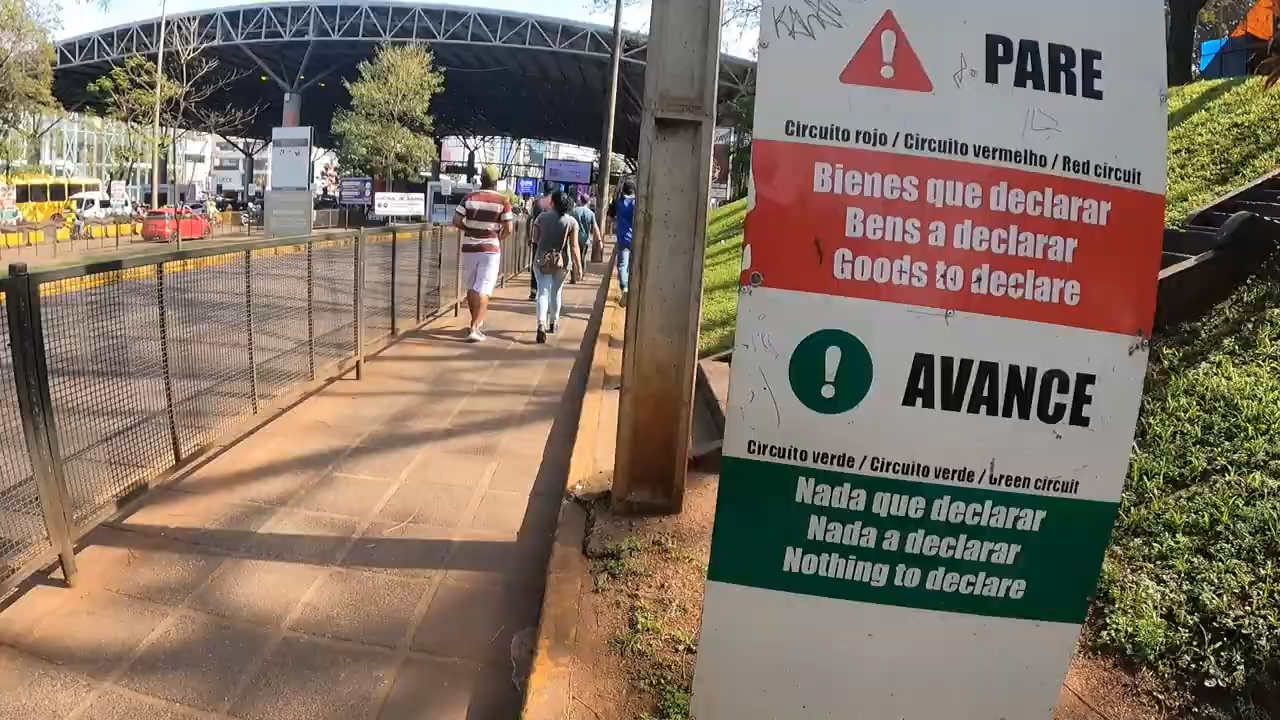 PARE
Circuito rojo / Circuito vermelho / Red circuit
Bienes que declarar
Bens a declarar
Goods to declare
AVANCE
Circuito verde / Circuito verde / Green circuit
Nada que declarar
Nada a declarar
Nothing to declare